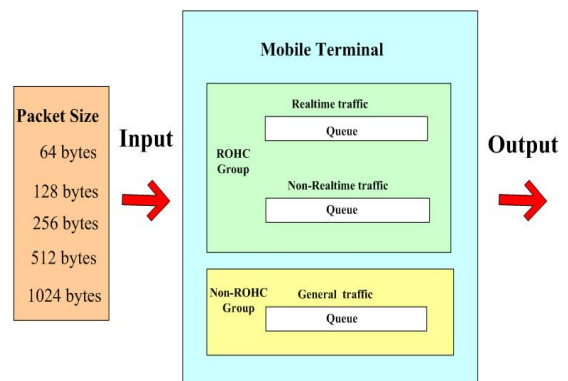 Packet Size
64 bytes
128 bytes
256 bytes
512 bytes
1024 bytes
Input
Mobile Terminal
Realtime traffic
Queue
ROHC
Group
Non-Realtime traffic
Queue
Non-ROHC
Group
General traffic
Queue
Output